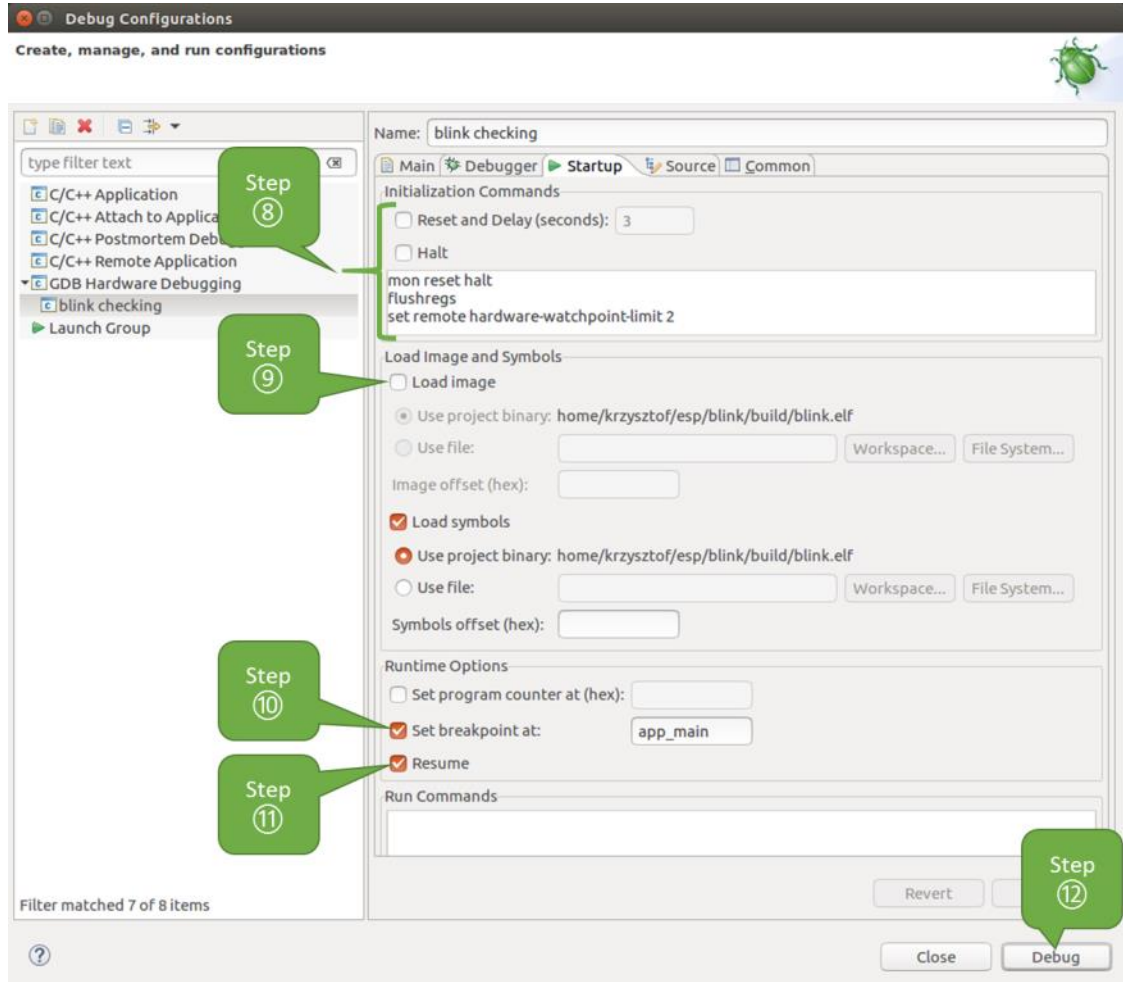 Debug Configurations
Create, manage, and run configurations
Name: blink checking
type filter text
Main Debugger Startup Source Common
Step
⑧
C/C++ Application
C/C++ Attach to Applica
C/C++ Postmortem Deb
C/C++ Remote Application
GDB Hardware Debugging
blink checking
Launch Group
Initialization Commands
Reset and Delay (seconds): 3
Halt
mon reset halt
flushregs
set remote hardware-watchpoint-limit 2
Step
⑨
Load Image and Symbols
Load image
Use project binary: home/krzysztof/esp/blink/build/blink.elf
Use file: Workspace... File System...
Image offset (hex):
Load symbols
Use project binary: home/krzysztof/esp/blink/build/blink.elf
Use file: Workspace... File System...
Symbols offset (hex):
Step
⑩
Runtime Options
Set program counter at (hex):
Set breakpoint at: app_main
Resume
Step
⑪
Run Commands
Step
⑫
Filter matched 7 of 8 items
Revert
Close Debug